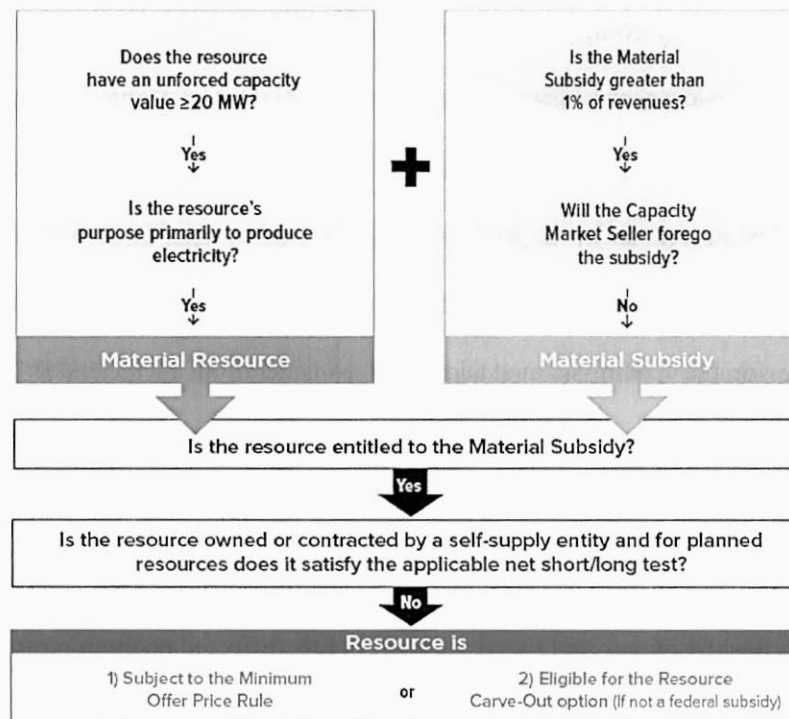 Does the resource
have an unforced capacity
value ≥20 MW?
Yes
Is the resource's
purpose primarily to produce
electricity?
Yes
Material Resource
+
Is the Material
Subsidy greater than
1% of revenues?
Yes
Will the Capacity
Market Seller forego
the subsidy?
No
Material Subsidy
Is the resource entitled to the Material Subsidy?
Yes
Is the resource owned or contracted by a self-supply entity and for planned
resources does it satisfy the applicable net short/long test?
No
Resource is
1) Subject to the Minimum
Offer Price Rule
or
2) Eligible for the Resource
Carve-Out option (If not a federal subsidy)